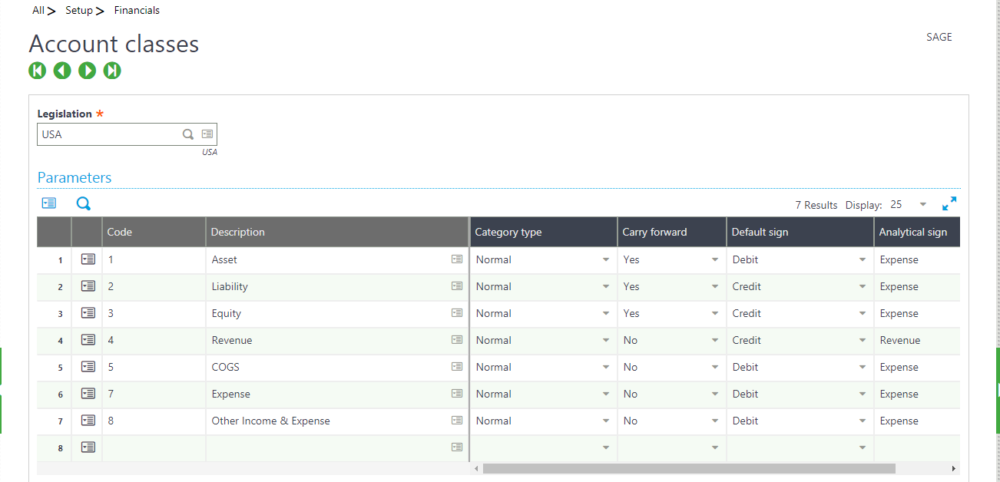 All > Setup > Financials
Account classes
SAGE
Legislation *
USA
USA
Parameters
7 Results Display: 25
Code Description Category type Carry forward Default sign Analytical sign
1 1 Asset Normal Yes Debit Expense
2 2 Liability Normal Yes Credit Expense
3 3 Equity Normal Yes Credit Expense
4 4 Revenue Normal No Credit Revenue
5 5 COGS Normal No Debit Expense
6 7 Expense Normal No Debit Expense
7 8 Other Income & Expense Normal No Debit Expense
8